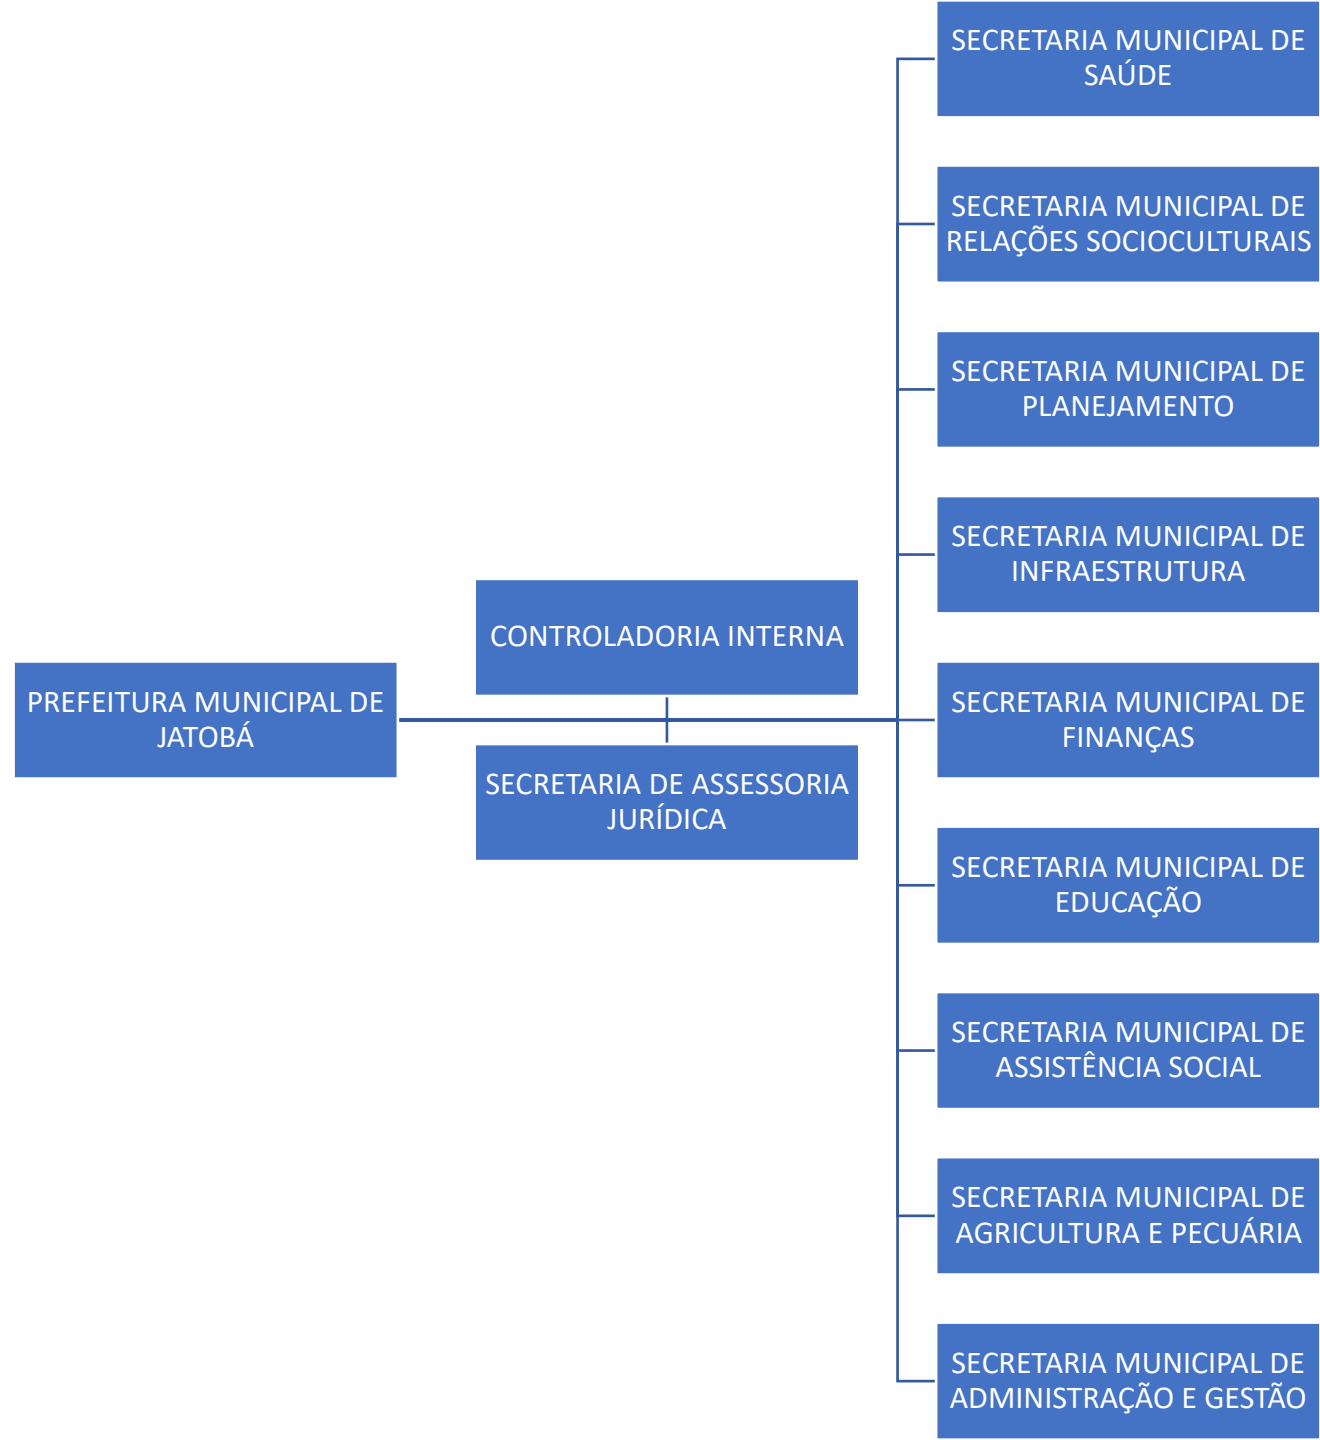 PREFEITURA MUNICIPAL DE
JATOBÁ
CONTROLADORIA INTERNA
SECRETARIA DE ASSESSORIA
JURÍDICA
SECRETARIA MUNICIPAL DE
SAÚDE
SECRETARIA MUNICIPAL DE
RELAÇÕES SOCIOCULTURAIS
SECRETARIA MUNICIPAL DE
PLANEJAMENTO
SECRETARIA MUNICIPAL DE
INFRAESTRUTURA
SECRETARIA MUNICIPAL DE
FINANÇAS
SECRETARIA MUNICIPAL DE
EDUCAÇÃO
SECRETARIA MUNICIPAL DE
ASSISTÊNCIA SOCIAL
SECRETARIA MUNICIPAL DE
AGRICULTURA E PECUÁRIA
SECRETARIA MUNICIPAL DE
ADMINISTRAÇÃO E GESTÃO